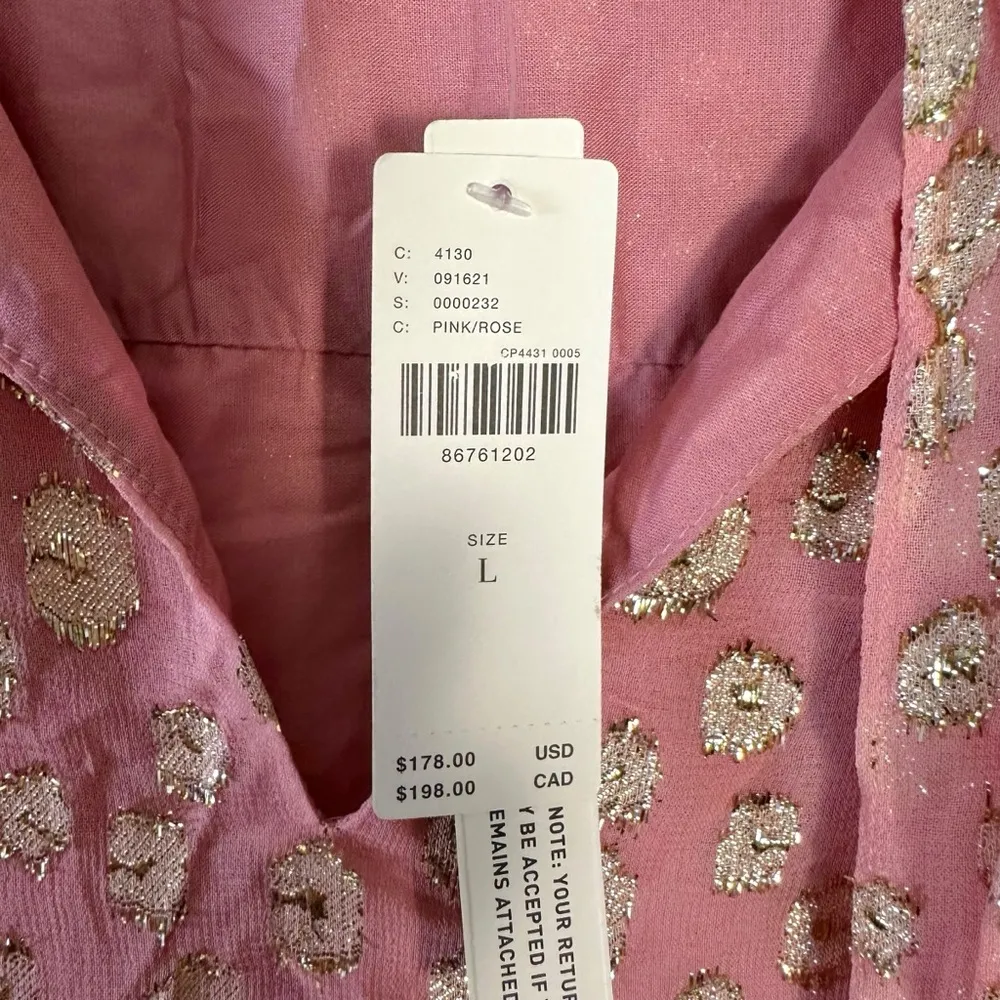 C: 4130
V: 091621
S: 0000232
C: PINK/ROSE
CP4431 0005
86761202
SIZE
L
$178.00 USD
$198.00 CAD
NOTE: YOUR RETUR
Y BE ACCEPTED IF
EMAINS ATTACHED